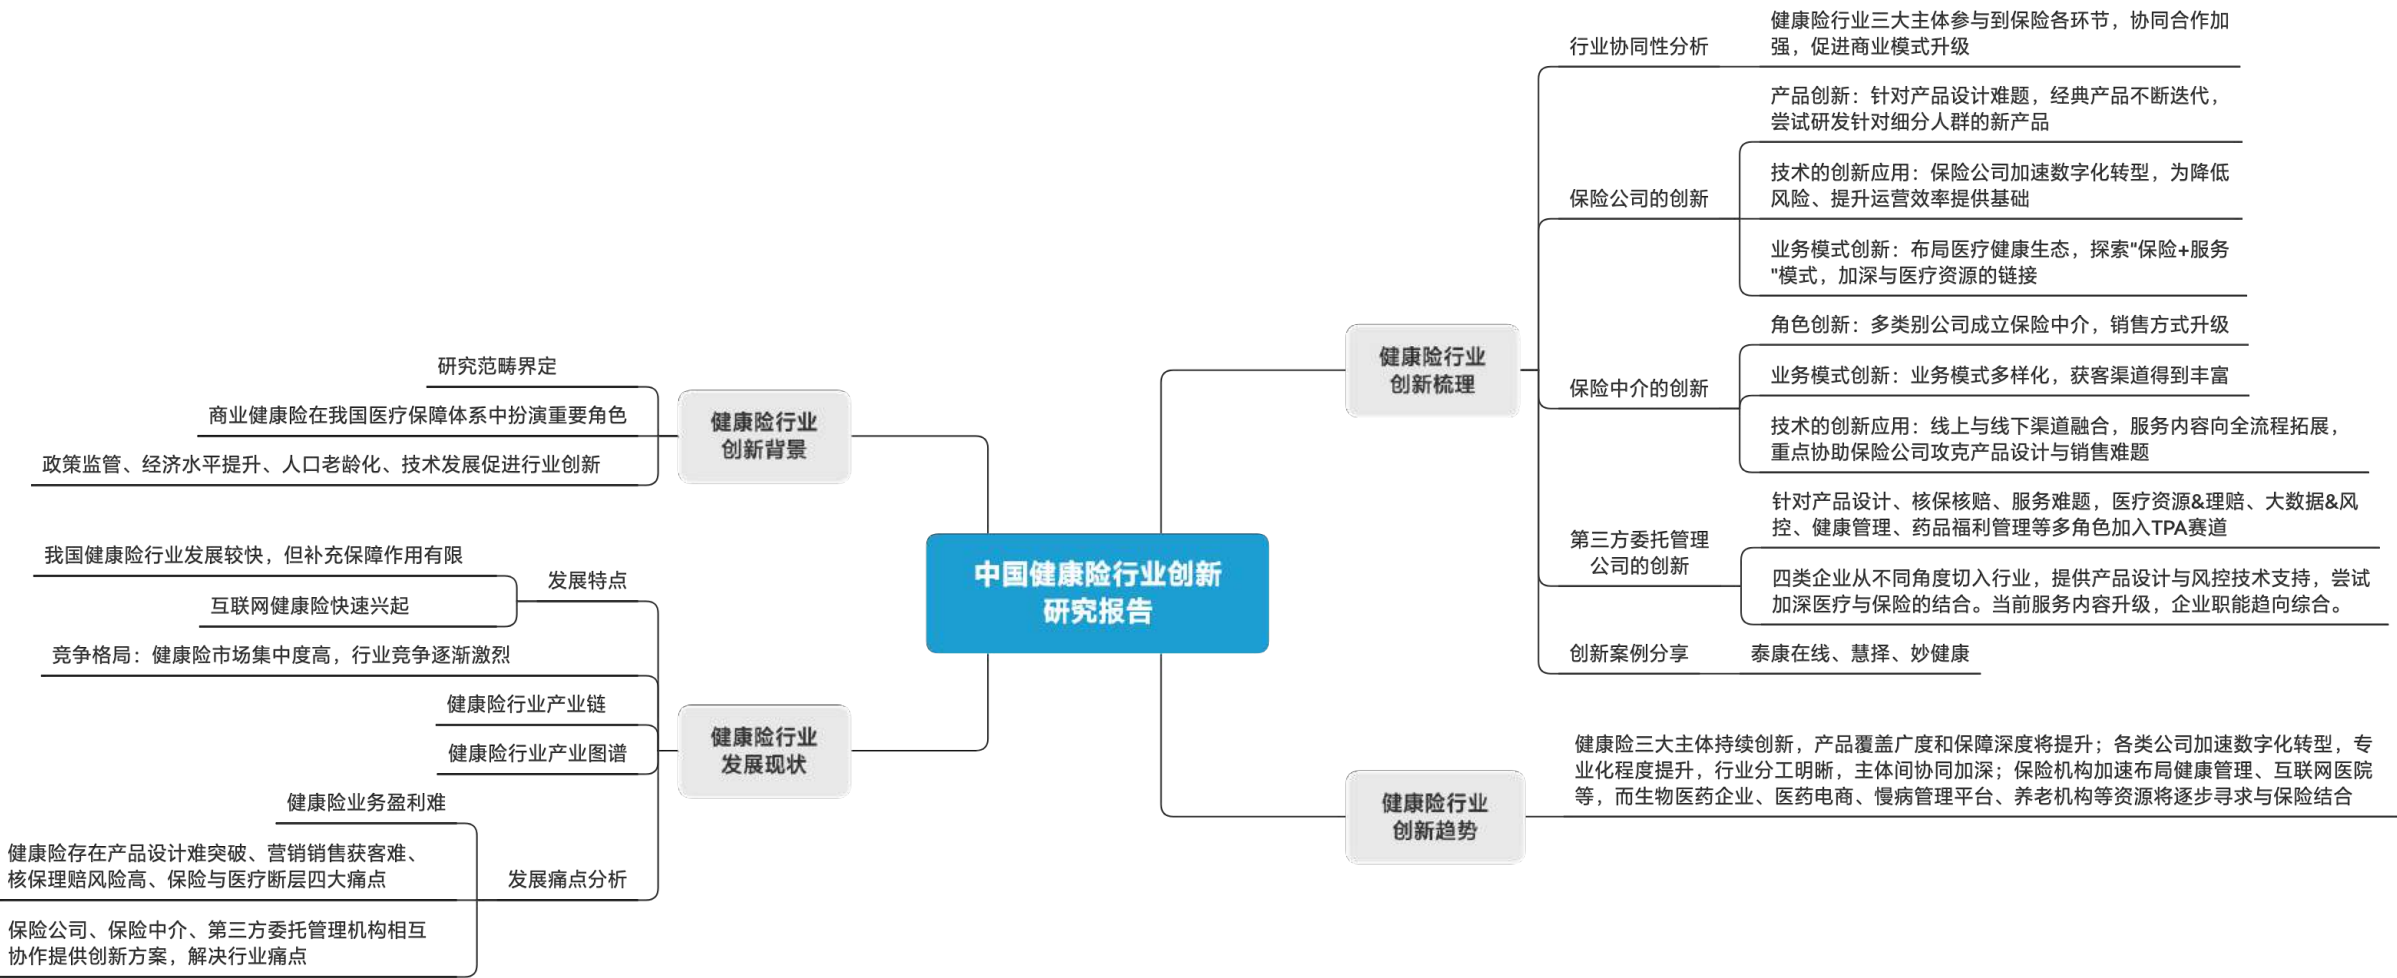 中国健康险行业创新
研究报告
健康险行业
创新背景
研究范畴界定
商业健康险在我国医疗保障体系中扮演重要角色
政策监管、经济水平提升、人口老龄化、技术发展促进行业创新
健康险行业
发展现状
发展特点
我国健康险行业发展较快，但补充保障作用有限
互联网健康险快速兴起
竞争格局：健康险市场集中度高，行业竞争逐渐激烈
健康险行业产业链
健康险行业产业图谱
发展痛点分析
健康险业务盈利难
健康险存在产品设计难突破、营销销售获客难、
核保理赔风险高、保险与医疗断层四大痛点
保险公司、保险中介、第三方委托管理机构相互
协作提供创新方案，解决行业痛点
健康险行业
创新梳理
行业协同性分析
健康险行业三大主体参与到保险各环节，协同合作加
强，促进商业模式升级
保险公司的创新
产品创新：针对产品设计难题，经典产品不断迭代，
尝试研发针对细分人群的新产品
技术的创新应用：保险公司加速数字化转型，为降低
风险、提升运营效率提供基础
业务模式创新：布局医疗健康生态，探索"保险+服务
"模式，加深与医疗资源的链接
保险中介的创新
角色创新：多类别公司成立保险中介，销售方式升级
业务模式创新：业务模式多样化，获客渠道得到丰富
技术的创新应用：线上与线下渠道融合，服务内容向全流程拓展，
重点协助保险公司攻克产品设计与销售难题
第三方委托管理
公司的创新
针对产品设计、核保核赔、服务难题，医疗资源&理赔、大数据&风
控、健康管理、药品福利管理等多角色加入TPA赛道
四类企业从不同角度切入行业，提供产品设计与风控技术支持，尝试
加深医疗与保险的结合。当前服务内容升级，企业职能趋向综合。
创新案例分享
泰康在线、慧择、妙健康
健康险行业
创新趋势
健康险三大主体持续创新，产品覆盖广度和保障深度将提升；各类公司加速数字化转型，专
业化程度提升，行业分工明晰，主体间协同加深；保险机构加速布局健康管理、互联网医院
等，而生物医药企业、医药电商、慢病管理平台、养老机构等资源将逐步寻求与保险结合